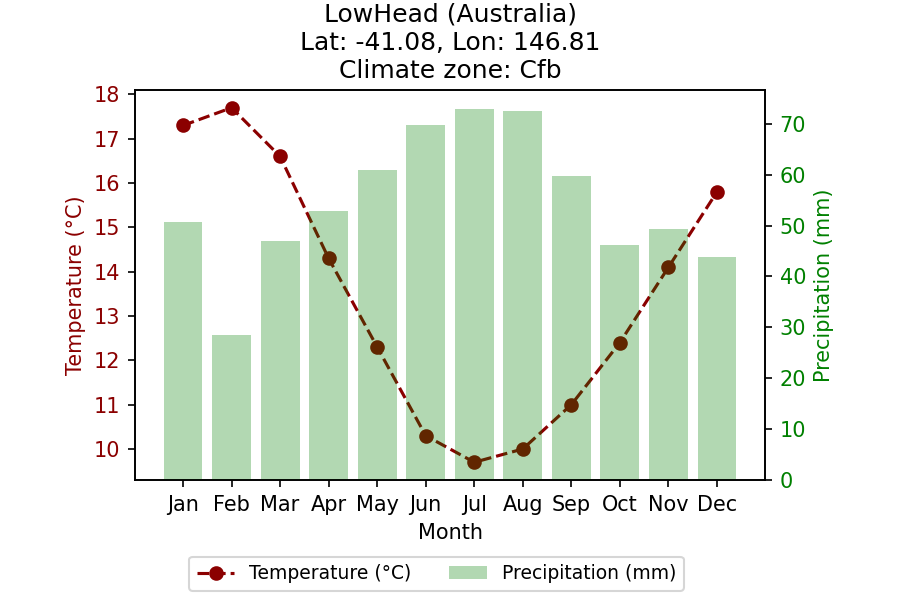 LowHead (Australia)
Lat: -41.08, Lon: 146.81
Climate zone: Cfb
Temperature (°C)
18
17
16
15
14
13
12
11
10
Precipitation (mm)
70
60
50
40
30
20
10
0
Jan Feb Mar Apr May Jun Jul Aug Sep Oct Nov Dec
Month
Temperature (°C) Precipitation (mm)